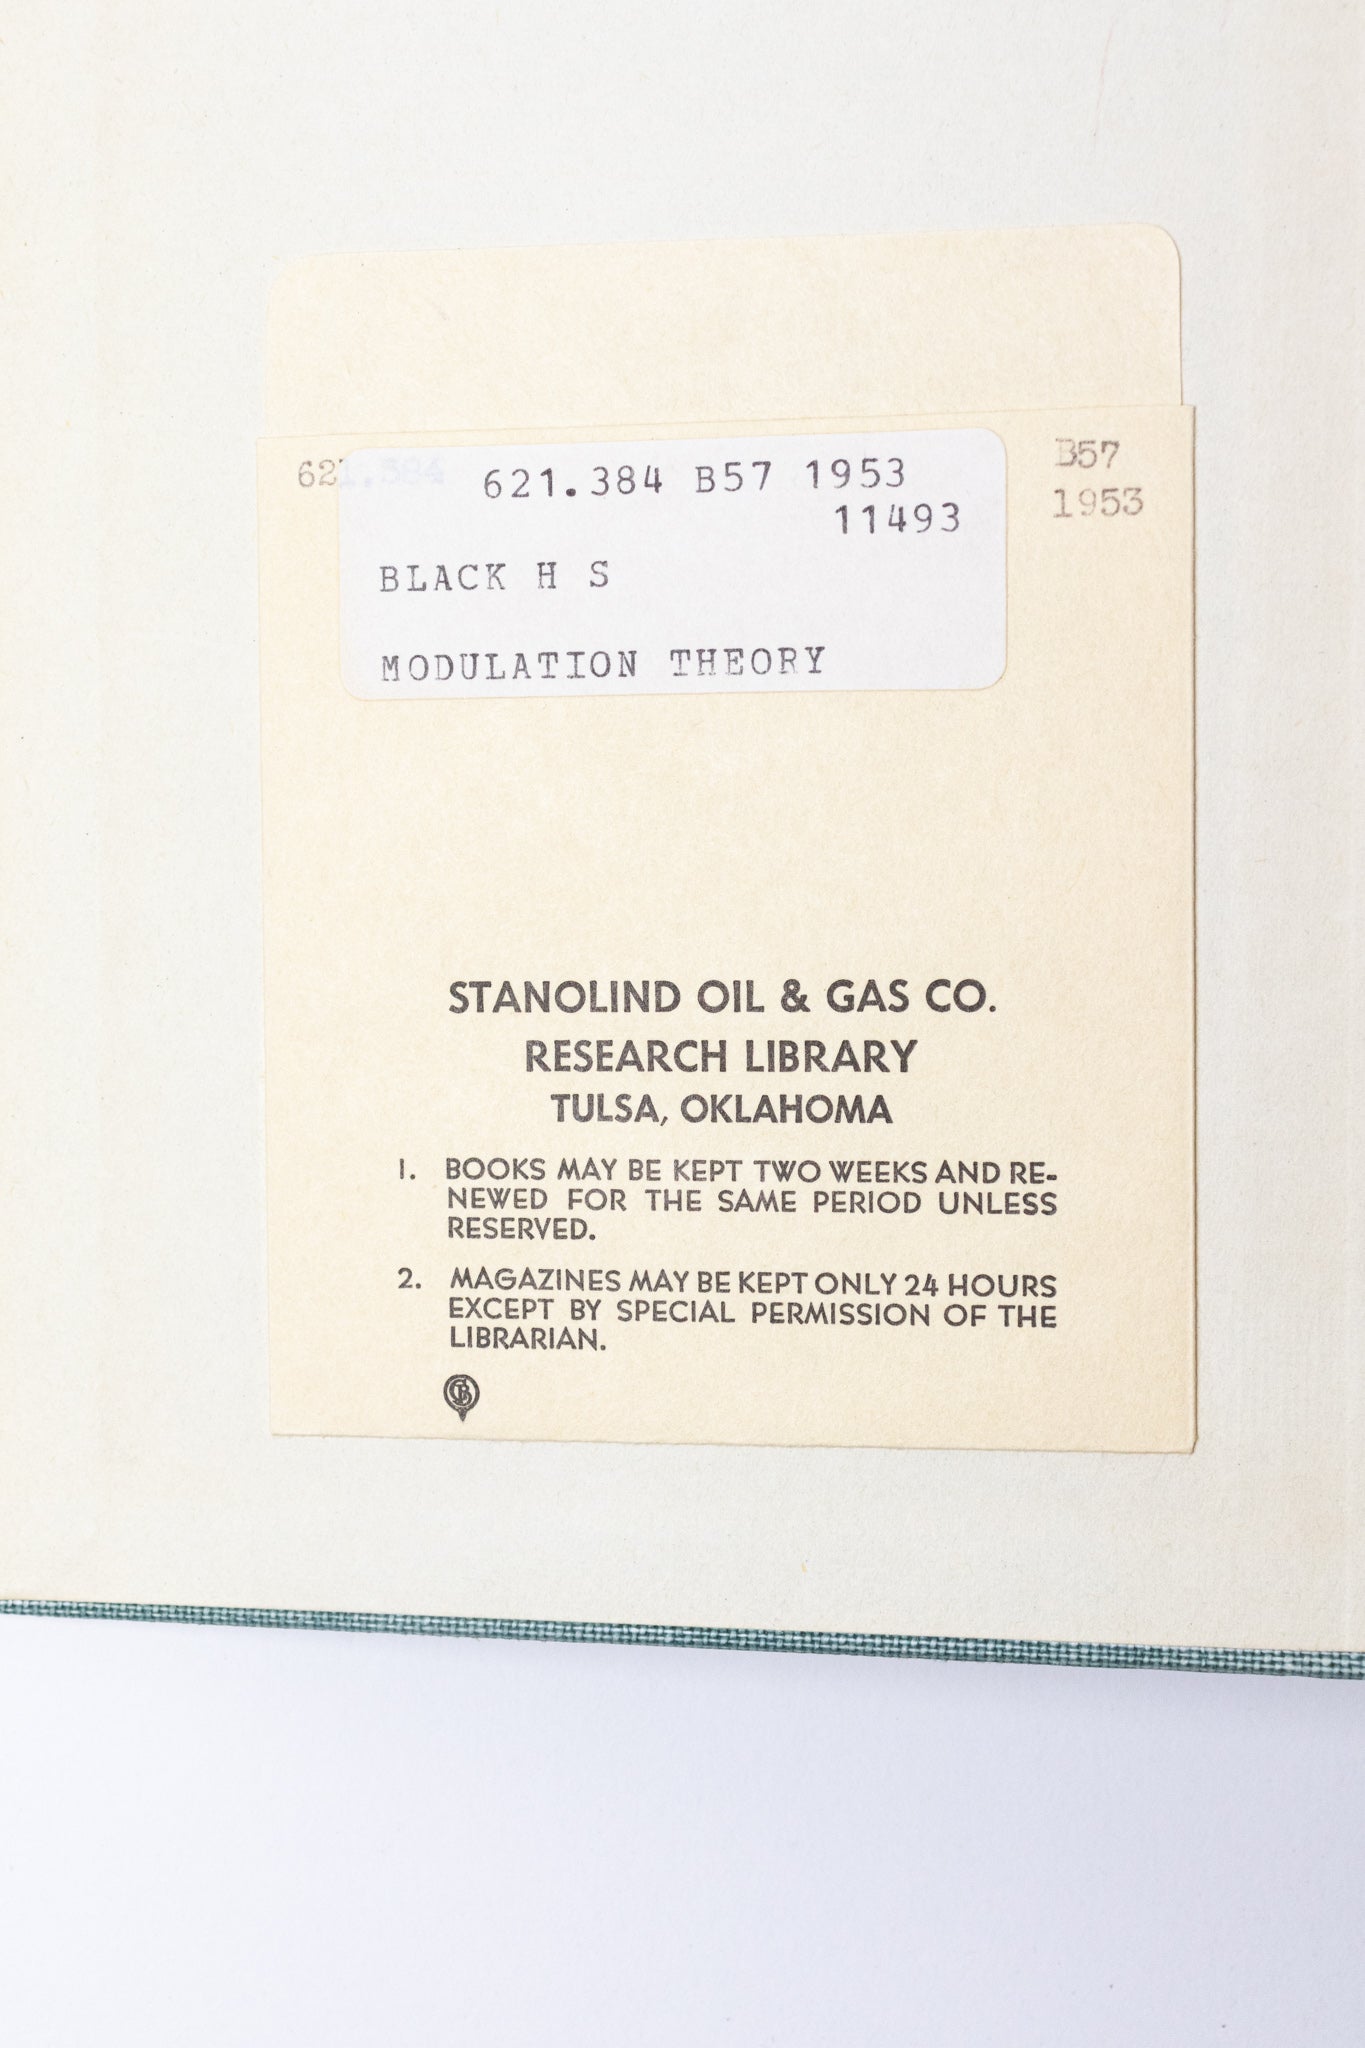 621.384
B57
1953
621.384 B57 1953
11493
BLACK H S
MODULATION THEORY
STANOLIND OIL & GAS CO.
RESEARCH LIBRARY
TULSA, OKLAHOMA
1. BOOKS MAY BE KEPT TWO WEEKS AND RE-
NEWED FOR THE SAME PERIOD UNLESS
RESERVED.
2. MAGAZINES MAY BE KEPT ONLY 24 HOURS
EXCEPT BY SPECIAL PERMISSION OF THE
LIBRARIAN.